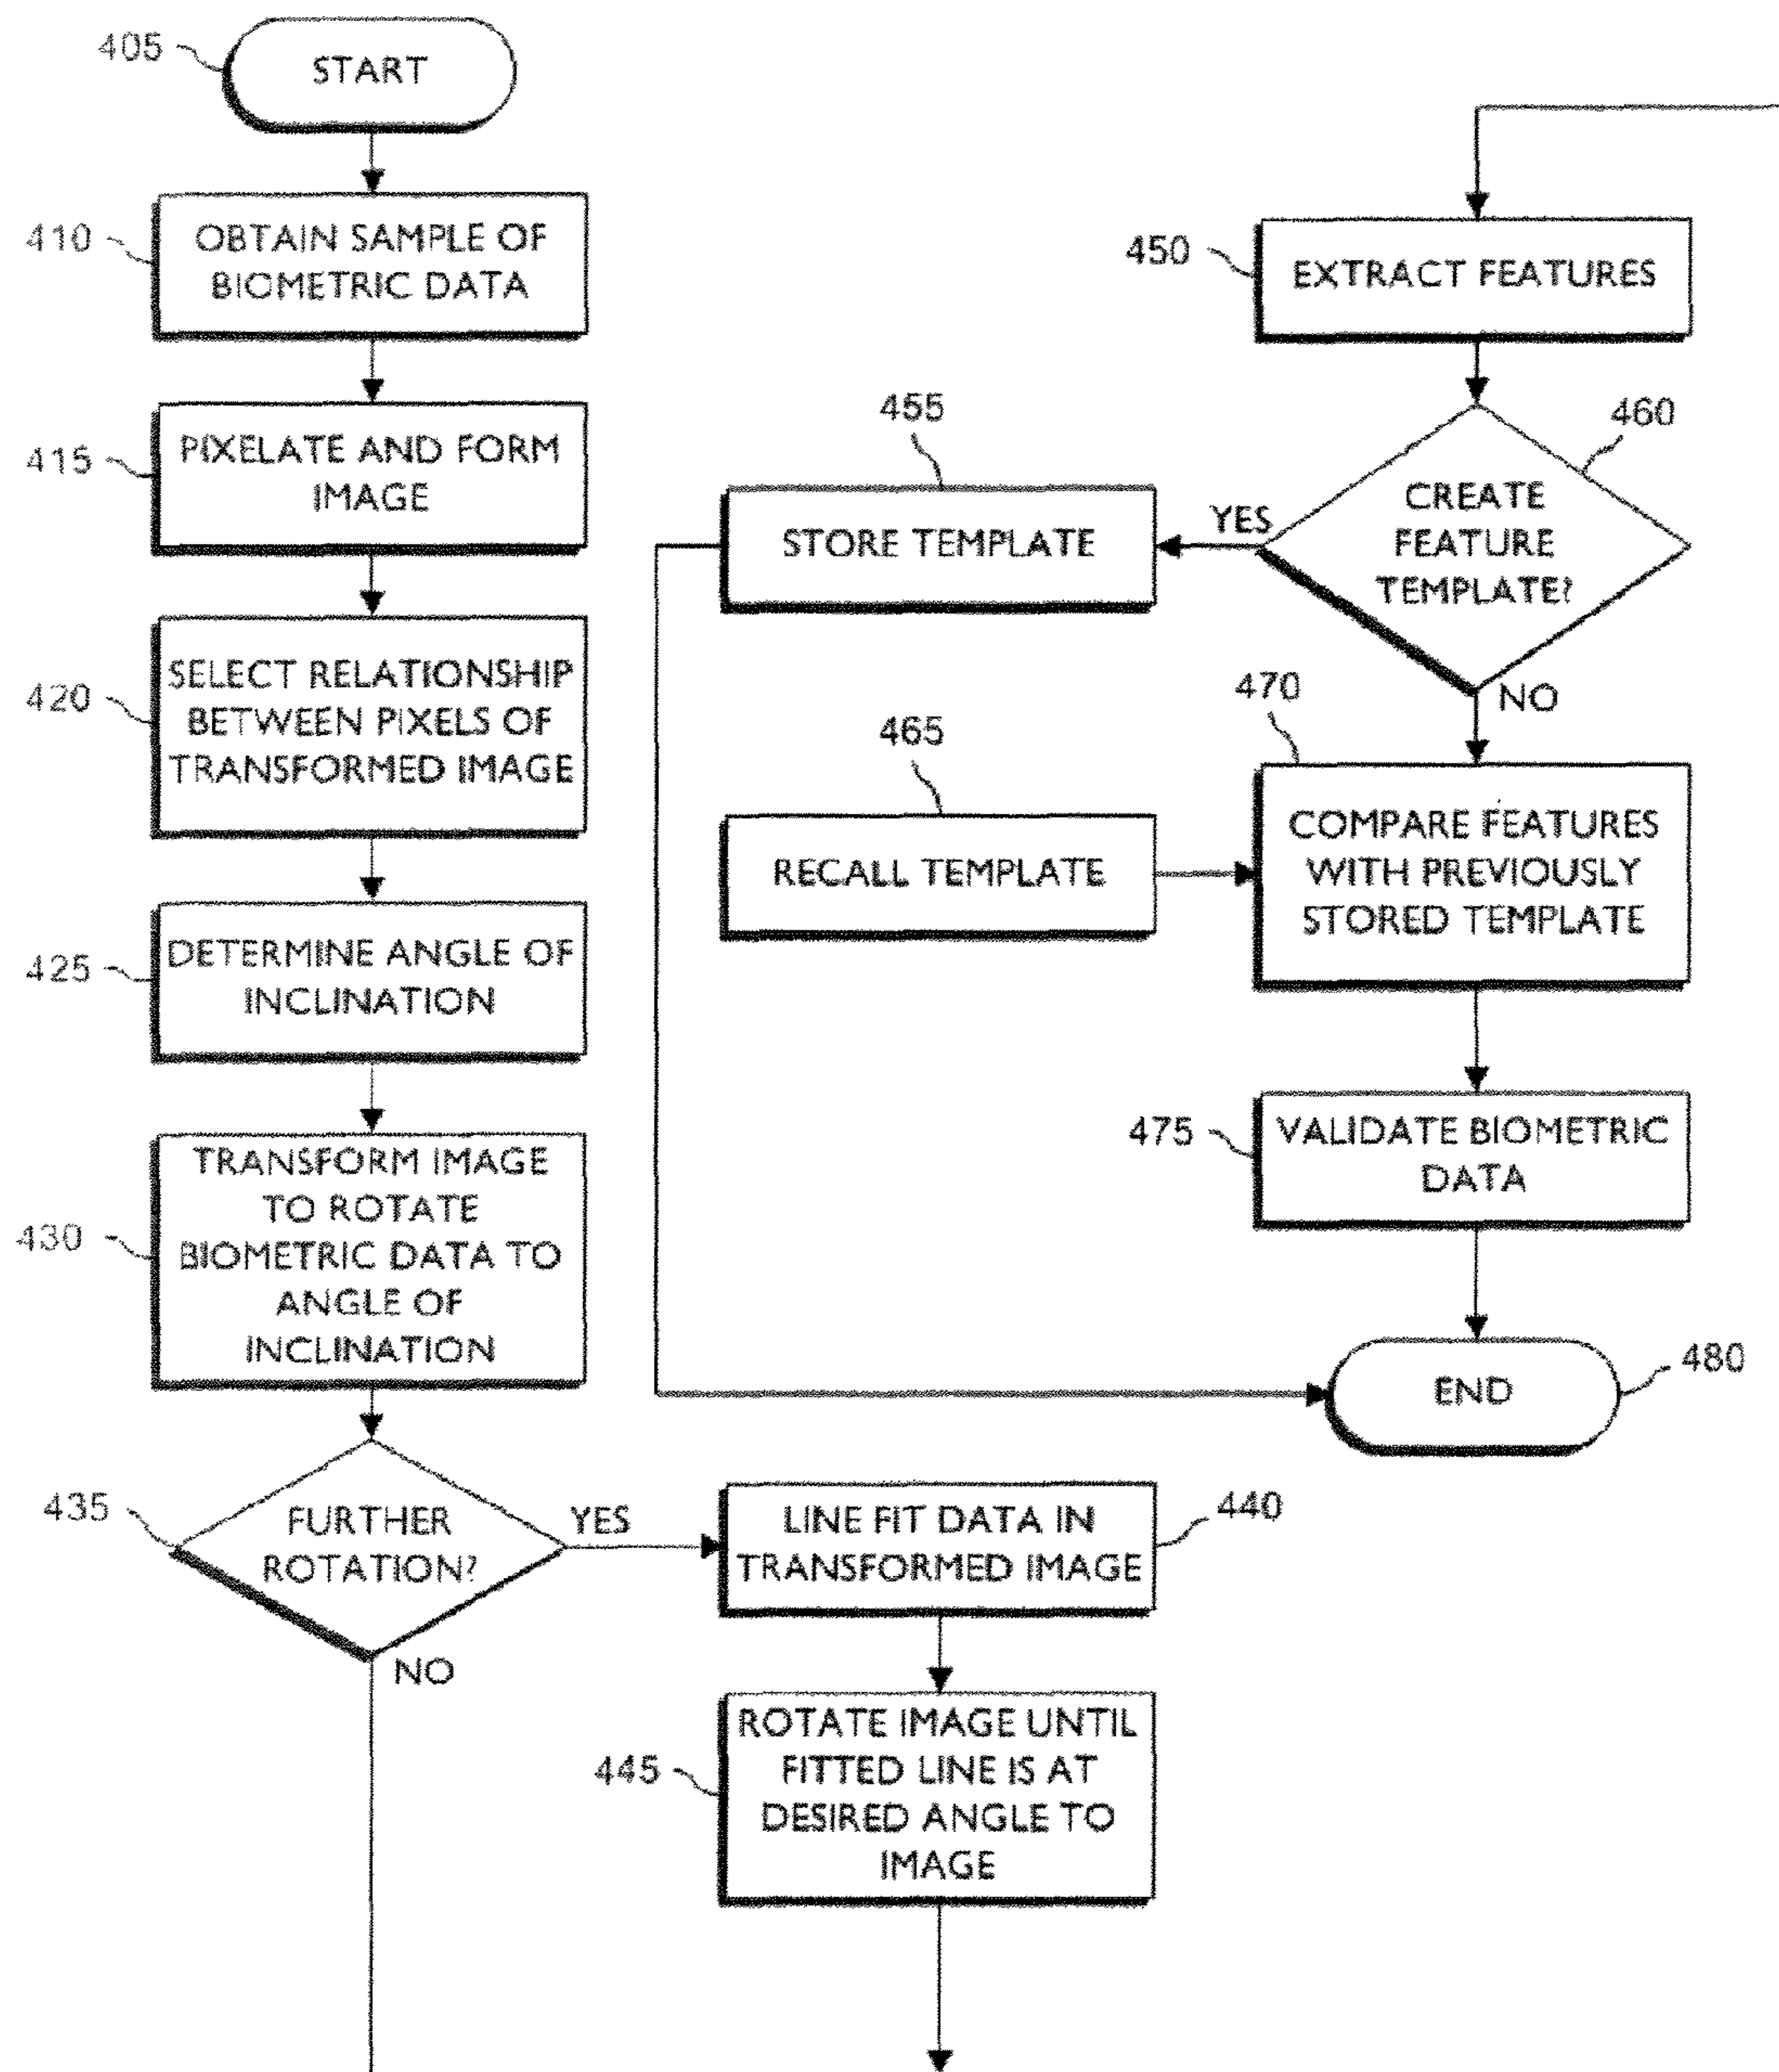 405
START
410
OBTAIN SAMPLE OF
BIOMETRIC DATA
415
PIXELATE AND FORM
IMAGE
420
SELECT RELATIONSHIP
BETWEEN PIXELS OF
TRANSFORMED IMAGE
425
DETERMINE ANGLE OF
INCLINATION
430
TRANSFORM IMAGE
TO ROTATE
BIOMETRIC DATA TO
ANGLE OF
INCLINATION
435
FURTHER
ROTATION?
YES
NO
440
LINE FIT DATA IN
TRANSFORMED IMAGE
445
ROTATE IMAGE UNTIL
FITTED LINE IS AT
DESIRED ANGLE TO
IMAGE
450
EXTRACT FEATURES
460
CREATE
FEATURE
TEMPLATE?
YES
NO
455
STORE TEMPLATE
465
RECALL TEMPLATE
470
COMPARE FEATURES
WITH PREVIOUSLY
STORED TEMPLATE
475
VALIDATE BIOMETRIC
DATA
480
END